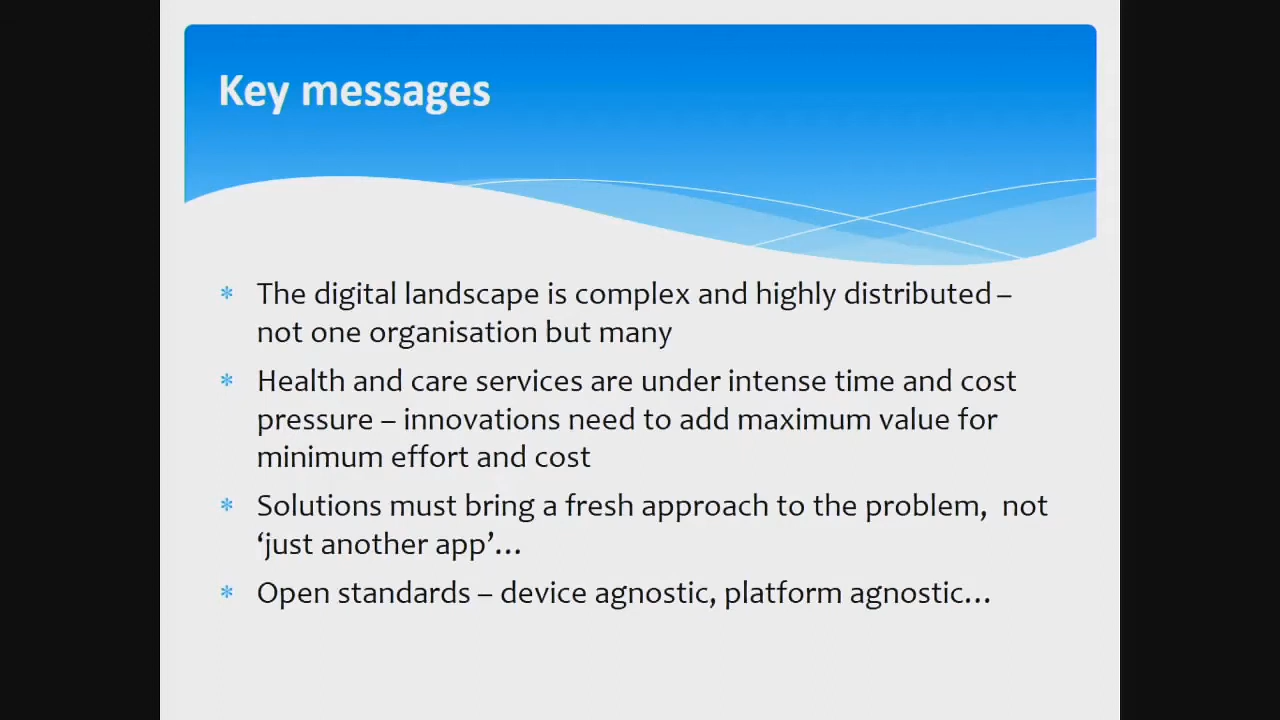 Key messages
* The digital landscape is complex and highly distributed –
not one organisation but many
* Health and care services are under intense time and cost
pressure – innovations need to add maximum value for
minimum effort and cost
* Solutions must bring a fresh approach to the problem,  not
‘just another app’…
* Open standards – device agnostic, platform agnostic…